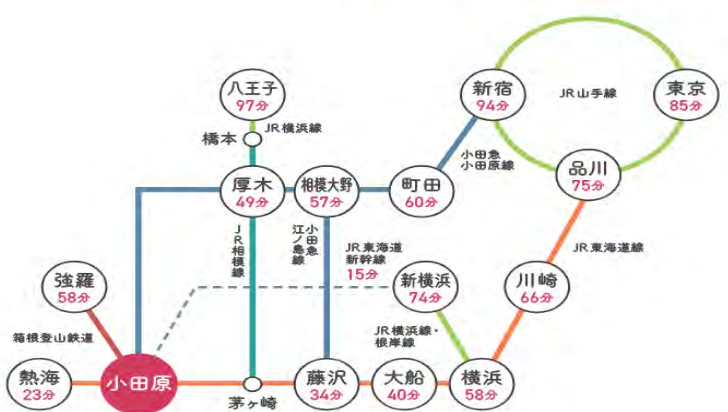 八王子
97分
JR横浜線
橋本
新宿
94分
JR山手線
東京
85分
小田急
小田原線
厚木
49分
相模大野
57分
町田
60分
品川
75分
JR相模線
小田急
江ノ島線
JR東海道
新幹線
15分
JR東海道線
強羅
58分
新横浜
74分
川崎
66分
箱根登山鉄道
JR横浜線・
根岸線
熱海
23分
小田原
茅ヶ崎
藤沢
34分
大船
40分
横浜
58分